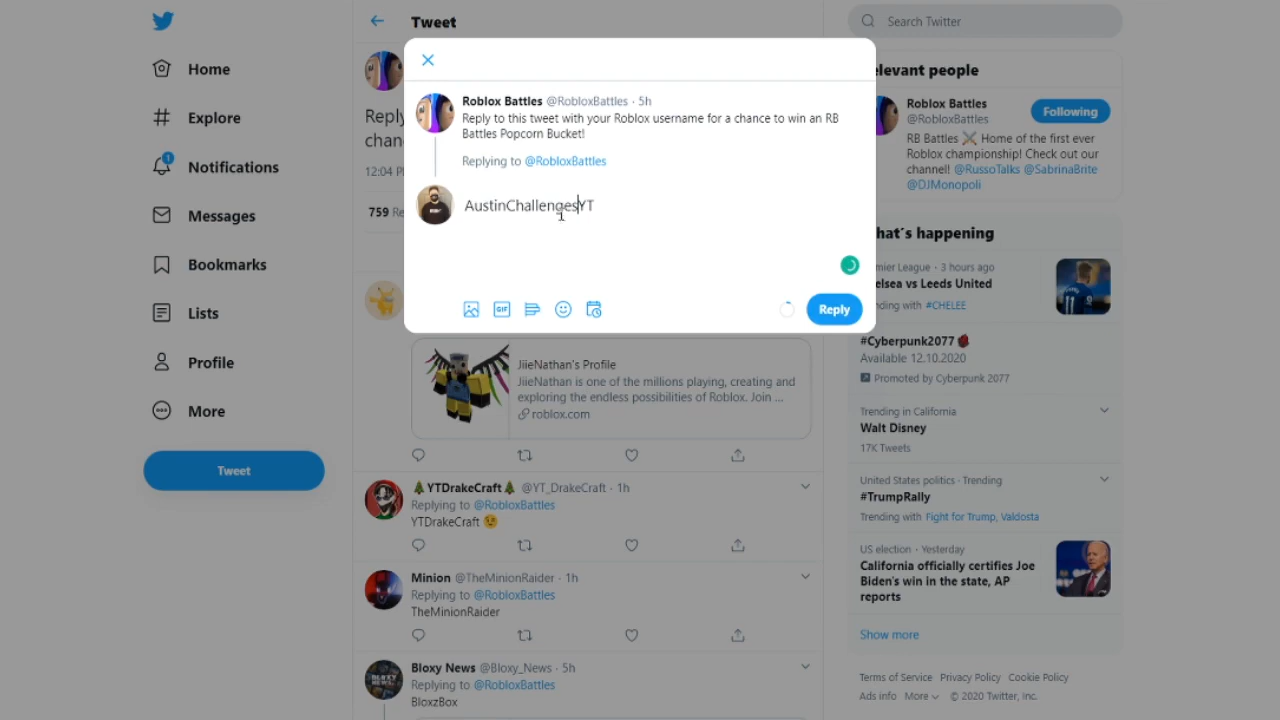 Home
Explore
1
Notifications
Messages
Bookmarks
Lists
Profile
More
Tweet
Tweet
Reply
chan
12:04 P
759 Re
Roblox Battles @RobloxBattles · 5h
Reply to this tweet with your Roblox username for a chance to win an RB
Battles Popcorn Bucket!
Replying to @RobloxBattles
AustinChallengesYT
GIF
Reply
JiieNathan's Profile
JiieNathan is one of the millions playing, creating and
exploring the endless possibilities of Roblox. Join ...
roblox.com
YTDrakeCraft @YT_DrakeCraft · 1h
Replying to @RobloxBattles
YTDrakeCraft 😉
Minion @TheMinionRaider · 1h
Replying to @RobloxBattles
TheMinionRaider
Bloxy News @Bloxy_News · 5h
Replying to @RobloxBattles
BloxzBox
BLOXY
NEWS
Search Twitter
elevant people
Roblox Battles
@RobloxBattles
Following
RB Battles ⚔️ Home of the first ever
Roblox championship! Check out our
channel! @RussoTalks @SabrinaBrite
@DJMonopoli
hat's happening
mier League · 3 hours ago
elsea vs Leeds United
nding with #CHELEE
#Cyberpunk2077
Available 12.10.2020
Promoted by Cyberpunk 2077
Trending in California
Walt Disney
17K Tweets
United States politics · Trending
#TrumpRally
Trending with Fight for Trump, Valdosta
US election · Yesterday
California officially certifies Joe
Biden's win in the state, AP
reports
Show more
Terms of Service Privacy Policy Cookie Policy
Ads info More © 2020 Twitter, Inc.